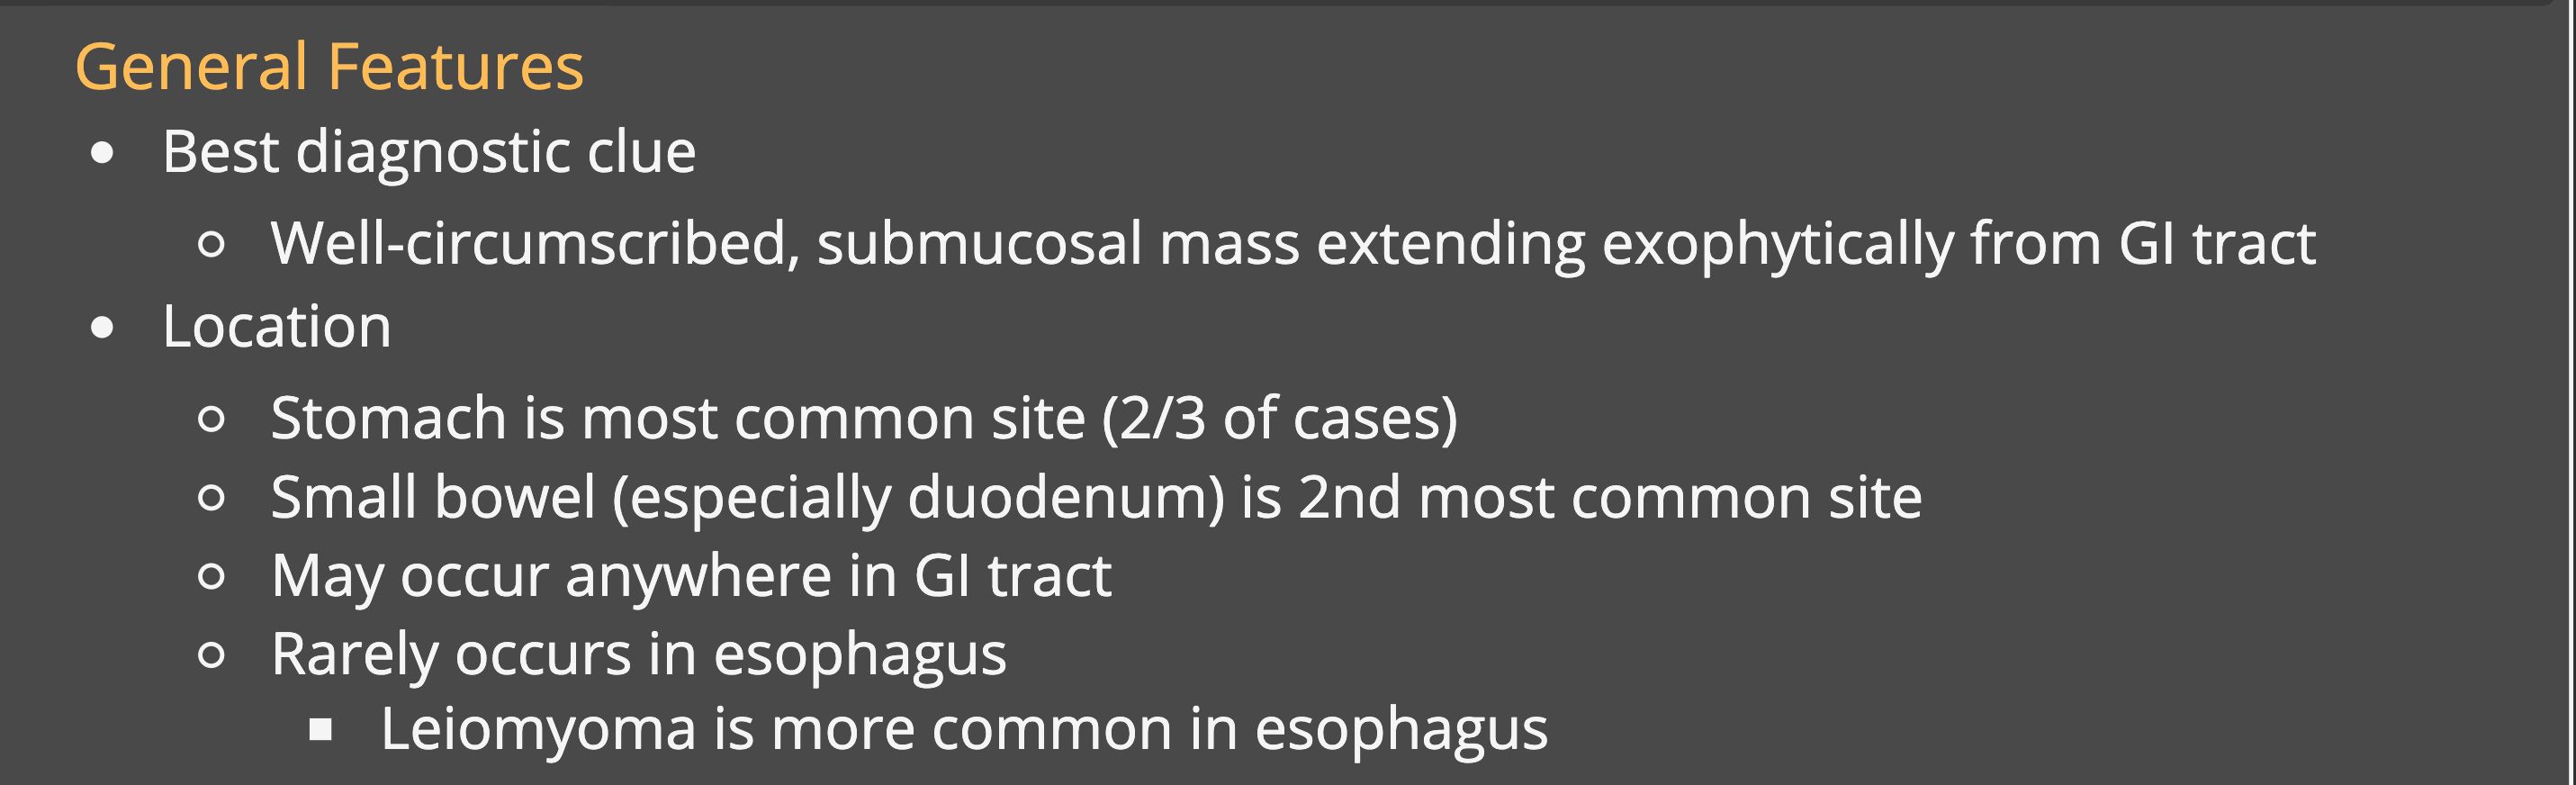 General Features
● Best diagnostic clue
○ Well-circumscribed, submucosal mass extending exophytically from GI tract
● Location
○ Stomach is most common site (2/3 of cases)
○ Small bowel (especially duodenum) is 2nd most common site
○ May occur anywhere in GI tract
○ Rarely occurs in esophagus
■ Leiomyoma is more common in esophagus